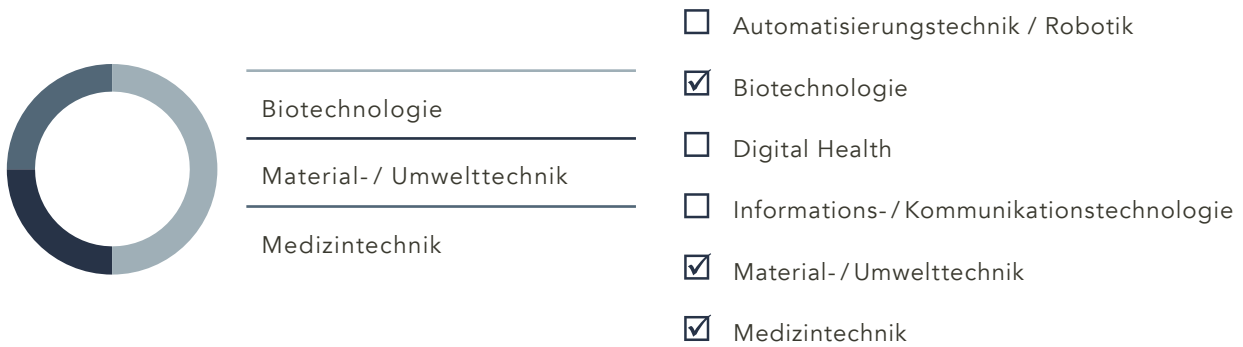 Biotechnologie
Material- / Umwelttechnik
Medizintechnik
Automatisierungstechnik / Robotik
Biotechnologie
Digital Health
Informations- / Kommunikationstechnologie
Material- / Umwelttechnik
Medizintechnik